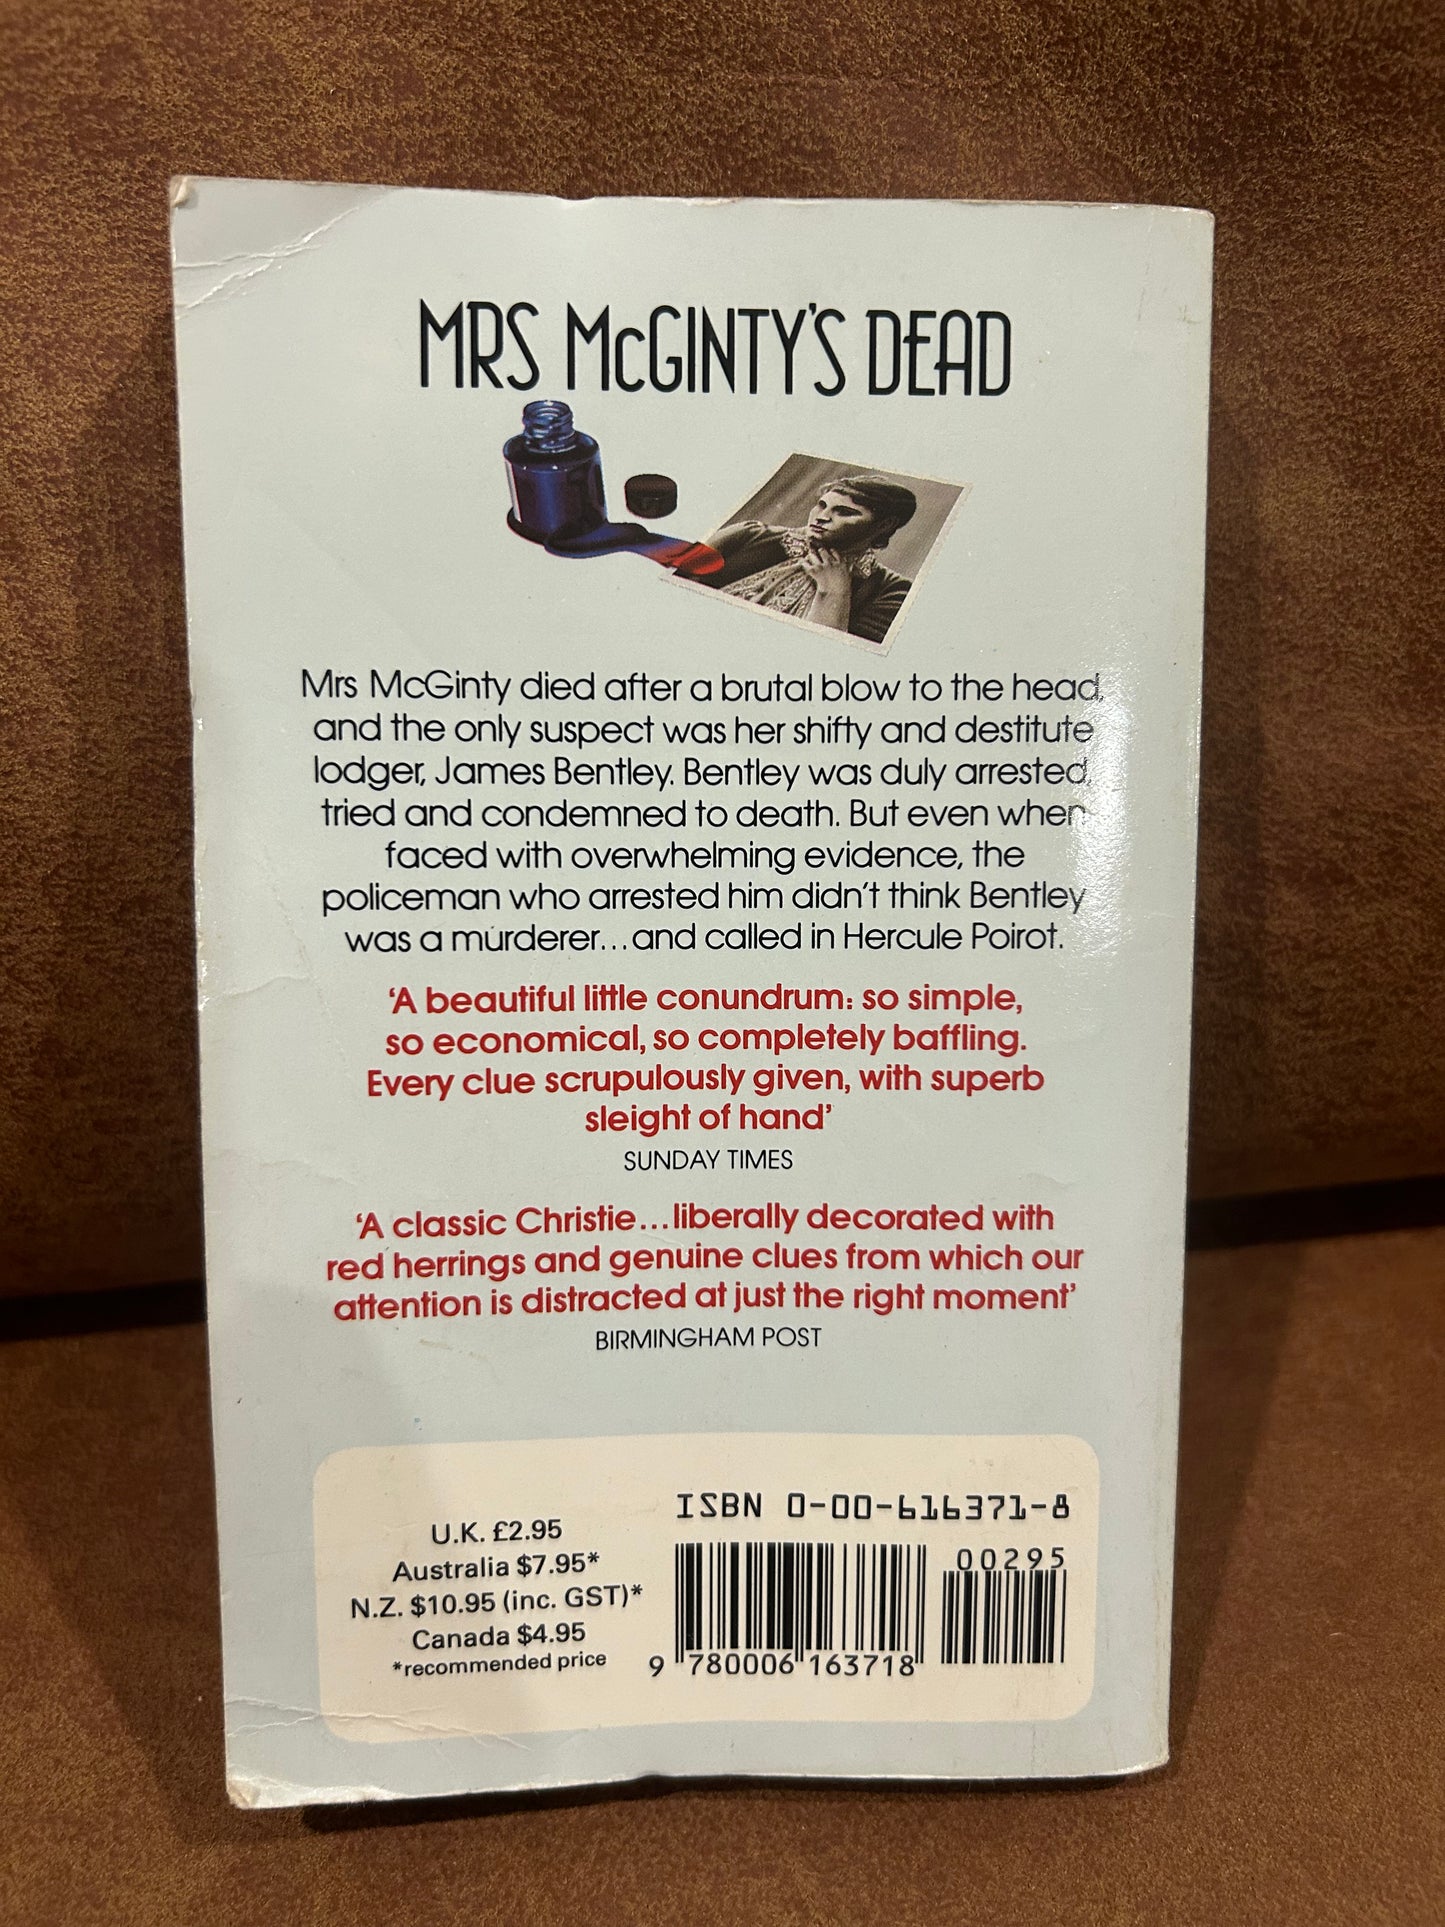 MRS McGINTY'S DEAD
Mrs McGinty died after a brutal blow to the head,
and the only suspect was her shifty and destitute
lodger, James Bentley. Bentley was duly arrested,
tried and condemned to death. But even when
faced with overwhelming evidence, the
policeman who arrested him didn't think Bentley
was a murderer...and called in Hercule Poirot.
'A beautiful little conundrum: so simple,
so economical, so completely baffling.
Every clue scrupulously given, with superb
sleight of hand'
SUNDAY TIMES
'A classic Christie...liberally decorated with
red herrings and genuine clues from which our
attention is distracted at just the right moment'
BIRMINGHAM POST
U.K. £2.95
Australia $7.95*
N.Z. $10.95 (inc. GST)*
Canada $4.95
*recommended price
ISBN 0-00-616371-8
00295
9 780006 163718